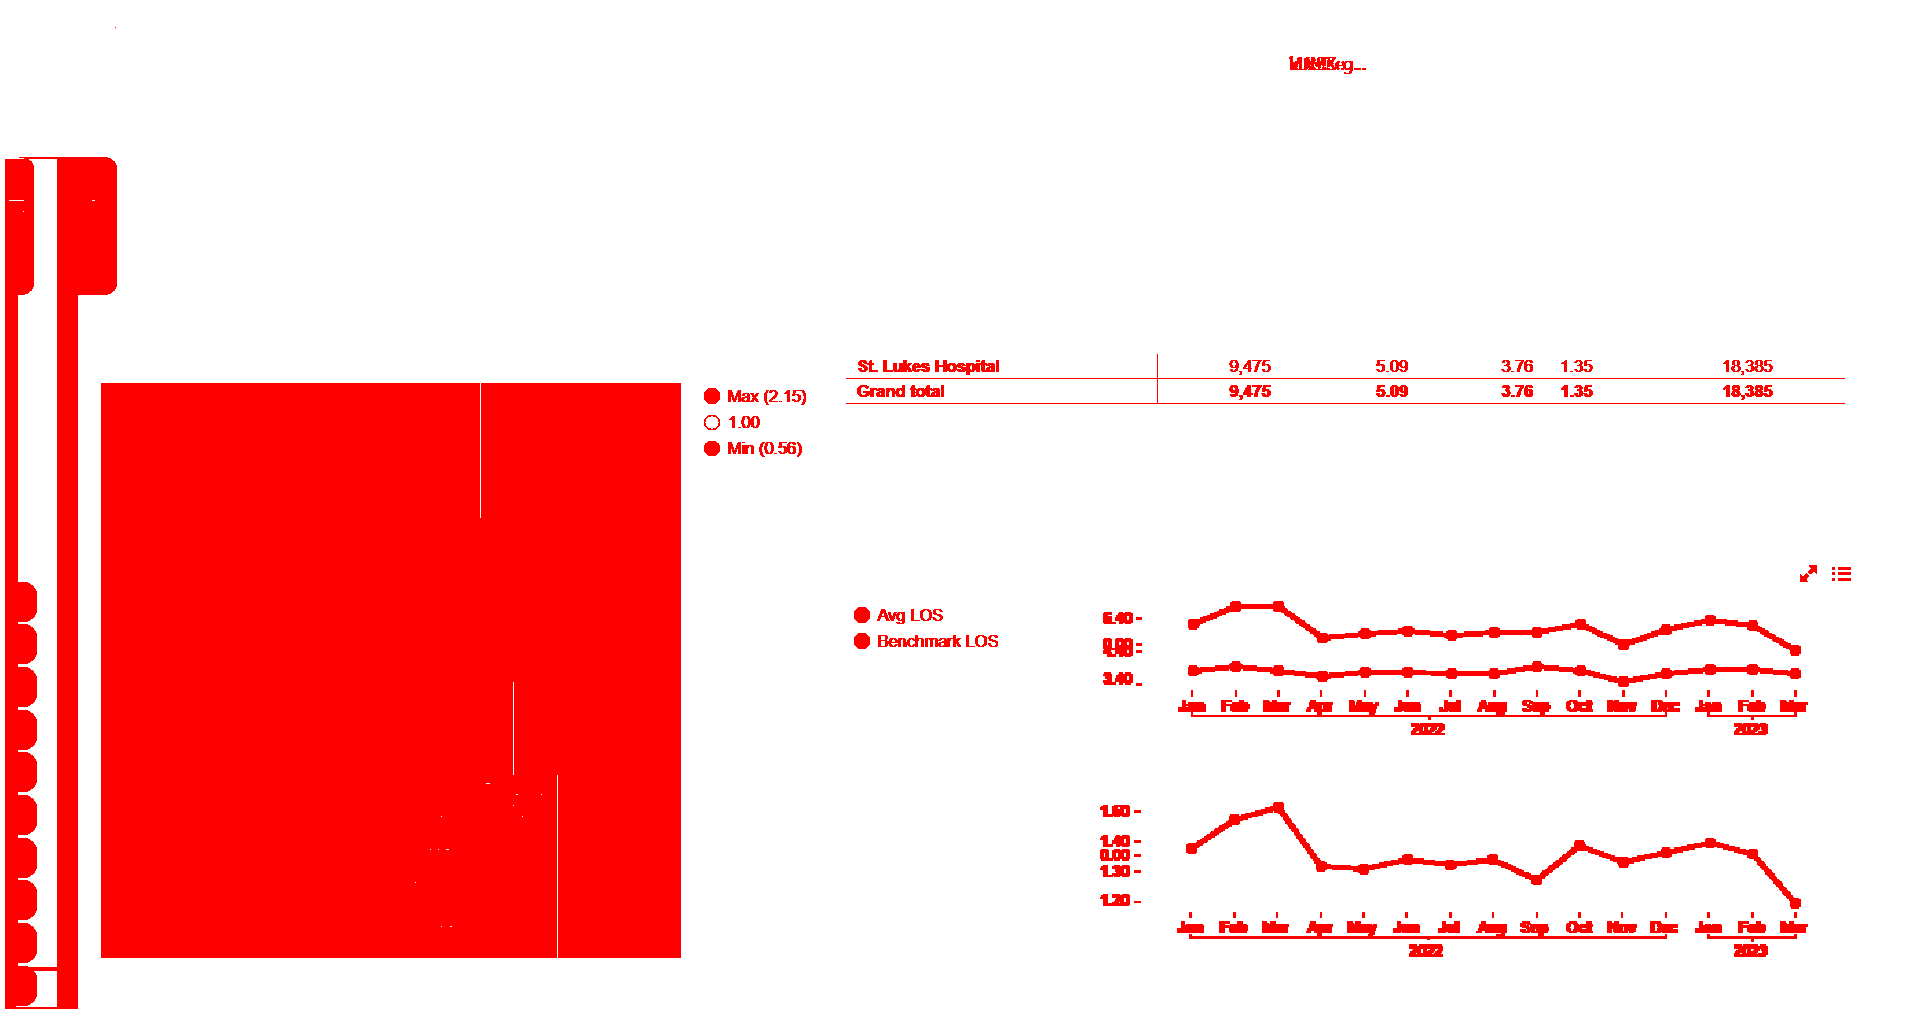 St. Lukes Hospital 9,475 5.09 3.76 1.35 18,385
Grand total 9,475 5.09 3.76 1.35 18,385
Max (2.15)
1.00
Min (0.56)
Avg LOS
Benchmark LOS
3.40
Jan Feb Mar Apr May Jun Jul Aug Sep Oct Nov Dec Jan Feb Mar
2022 2023
1.40
0.00
1.30
1.20
Jan Feb Mar Apr May Jun Jul Aug Sep Oct Nov Dec Jan Feb Mar
2022 2023